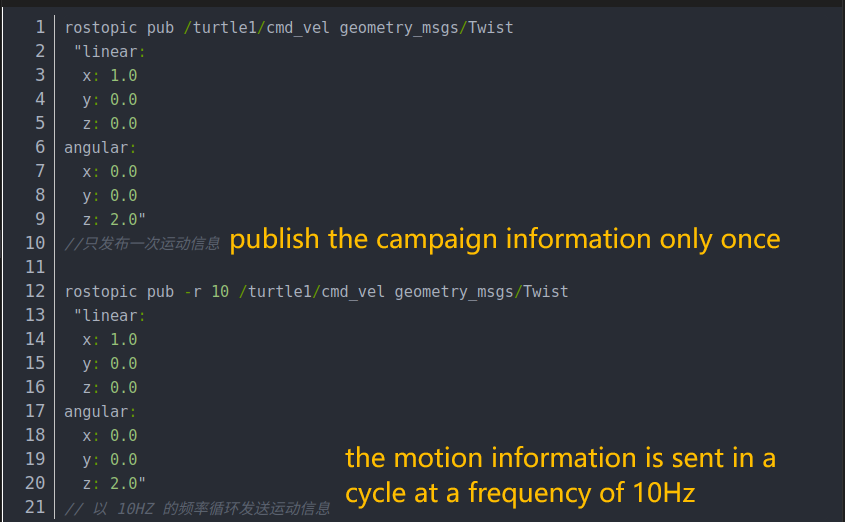 1 rostopic pub /turtle1/cmd_vel geometry_msgs/Twist
2 "linear:
3 x: 1.0
4 y: 0.0
5 z: 0.0
6 angular:
7 x: 0.0
8 y: 0.0
9 z: 2.0"
10 //只发布一次运动信息 publish the campaign information only once
11
12 rostopic pub -r 10 /turtle1/cmd_vel geometry_msgs/Twist
13 "linear:
14 x: 1.0
15 y: 0.0
16 z: 0.0
17 angular:
18 x: 0.0
19 y: 0.0
20 z: 2.0"
21 // 以 10HZ 的频率循环发送运动信息
the motion information is sent in a
cycle at a frequency of 10Hz